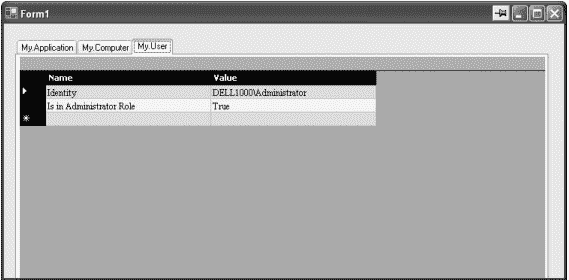 Form1
My.Application My.Computer My.User
Name Value
Identity DELL1000\Administrator
Is in Administrator Role True